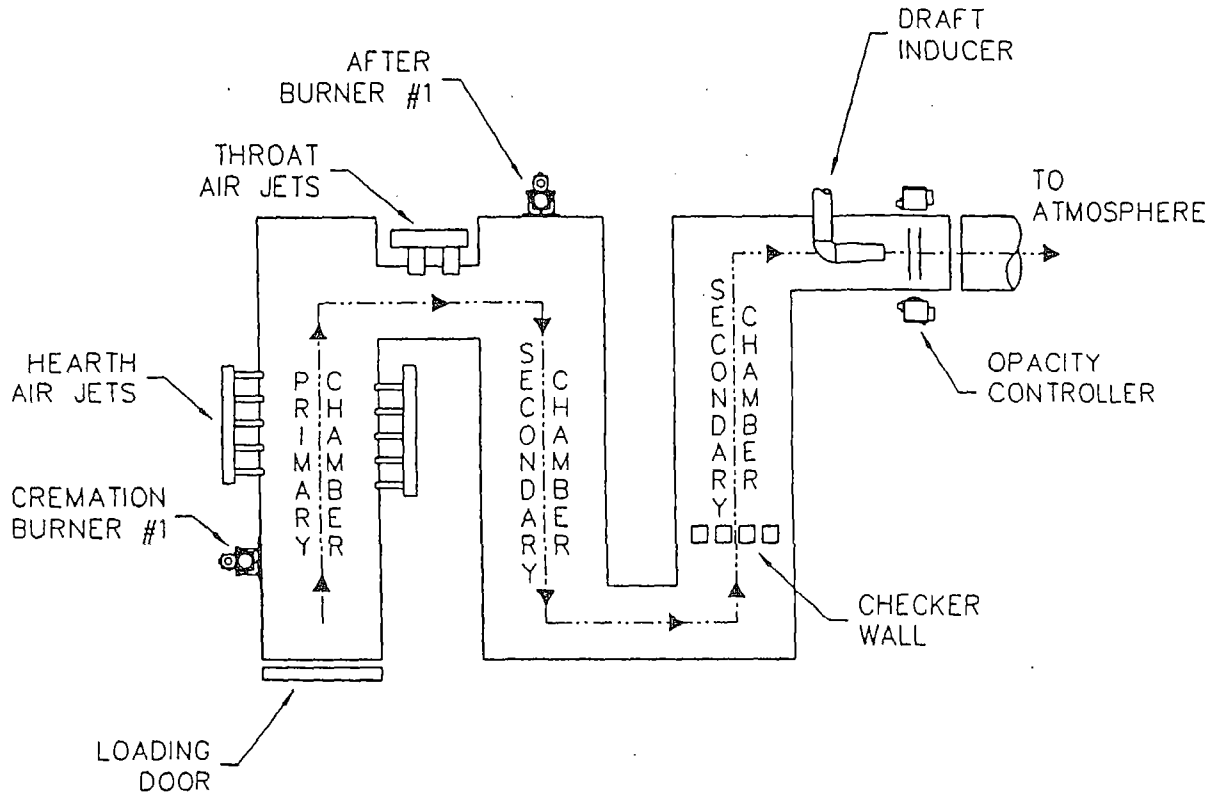 DRAFT
INDUCER
AFTER
BURNER #1
THROAT
AIR JETS
TO
ATMOSPHERE
HEARTH
AIR JETS
PRIMARY
CHAMBER
SECONDARY
CHAMBER
SECONDARY
CHAMBER
OPACITY
CONTROLLER
CREMATION
BURNER #1
CHECKER
WALL
LOADING
DOOR